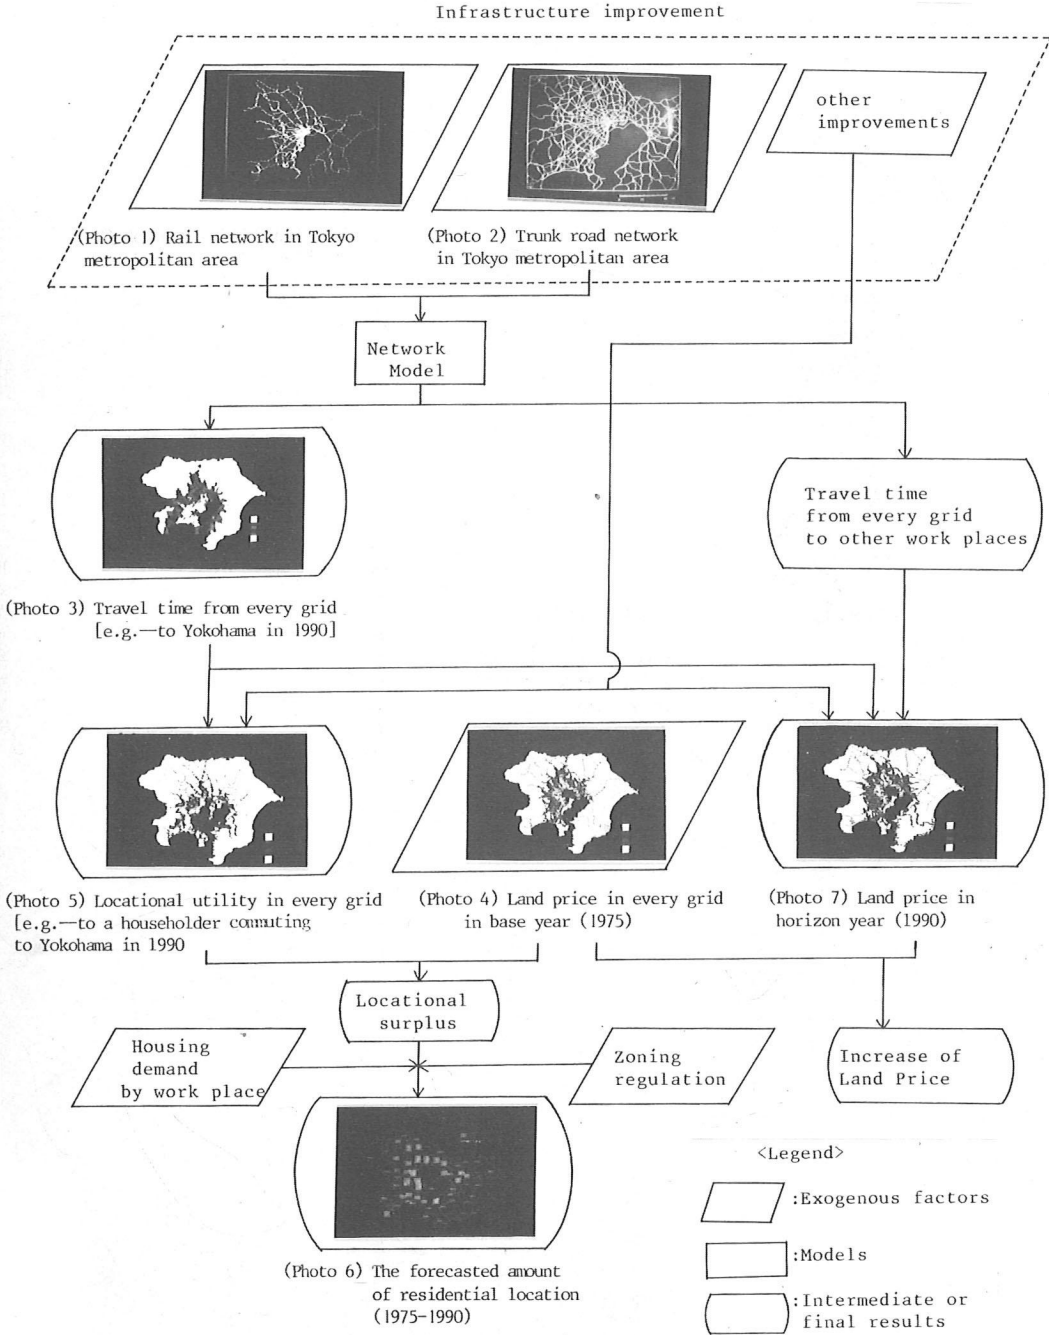 Infrastructure improvement
other
improvements
(Photo 1) Rail network in Tokyo
metropolitan area
(Photo 2) Trunk road network
in Tokyo metropolitan area
Network
Model
Travel time
from every grid
to other work places
(Photo 3) Travel time from every grid
[e.g.—to Yokohama in 1990]
(Photo 5) Locational utility in every grid
[e.g.—to a householder commuting
to Yokohama in 1990
(Photo 4) Land price in every grid
in base year (1975)
(Photo 7) Land price in
horizon year (1990)
Locational
surplus
Housing
demand
by work place
Zoning
regulation
Increase of
Land Price
(Photo 6) The forecasted amount
of residential location
(1975-1990)
<Legend>
:Exogenous factors
:Models
:Intermediate or
final results